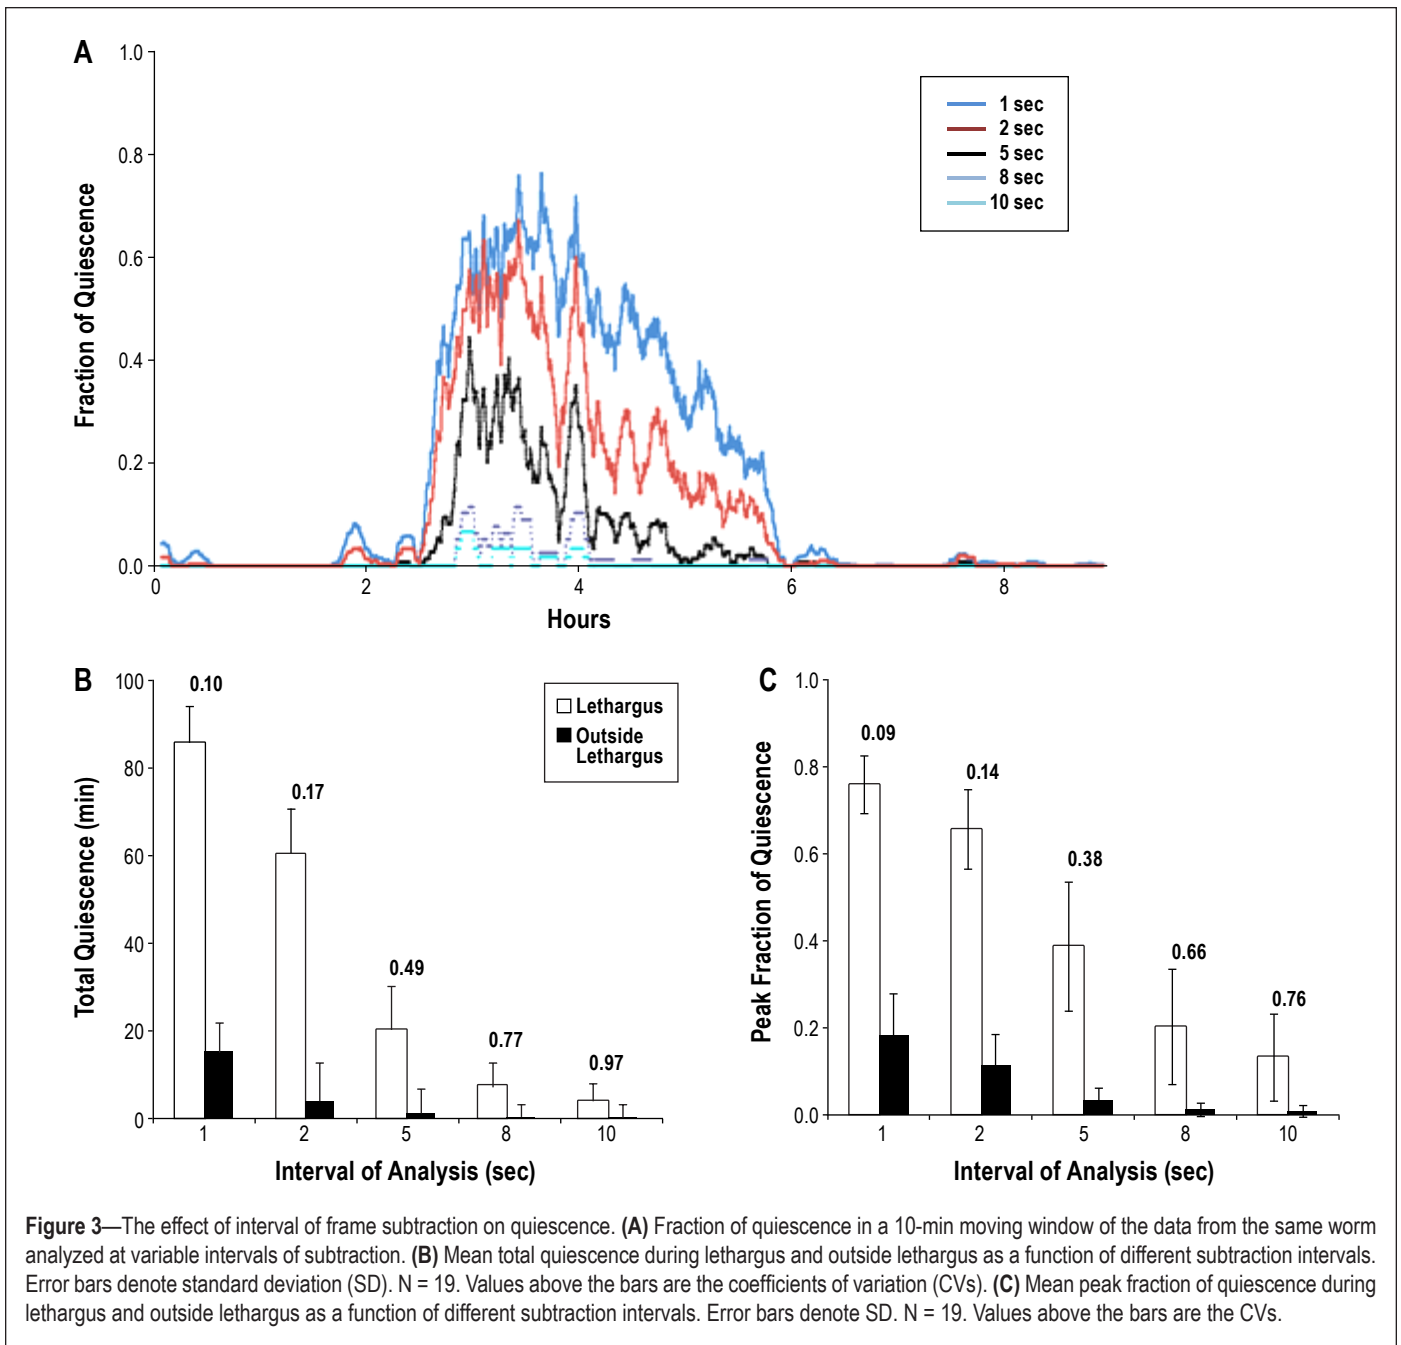 A
1.0
0.8
0.6
0.4
0.2
0.0
Fraction of Quiescence
0
2
4
6
8
Hours
1 sec
2 sec
5 sec
8 sec
10 sec
B
100
80
60
40
20
0
Total Quiescence (min)
0.10
0.17
0.49
0.77
0.97
Lethargus
Outside
Lethargus
1
2
5
8
10
Interval of Analysis (sec)
C
1.0
0.8
0.6
0.4
0.2
0.0
Peak Fraction of Quiescence
0.09
0.14
0.38
0.66
0.76
1
2
5
8
10
Interval of Analysis (sec)
Figure 3—The effect of interval of frame subtraction on quiescence. (A) Fraction of quiescence in a 10-min moving window of the data from the same worm
analyzed at variable intervals of subtraction. (B) Mean total quiescence during lethargus and outside lethargus as a function of different subtraction intervals.
Error bars denote standard deviation (SD). N = 19. Values above the bars are the coefficients of variation (CVs). (C) Mean peak fraction of quiescence during
lethargus and outside lethargus as a function of different subtraction intervals. Error bars denote SD. N = 19. Values above the bars are the CVs.